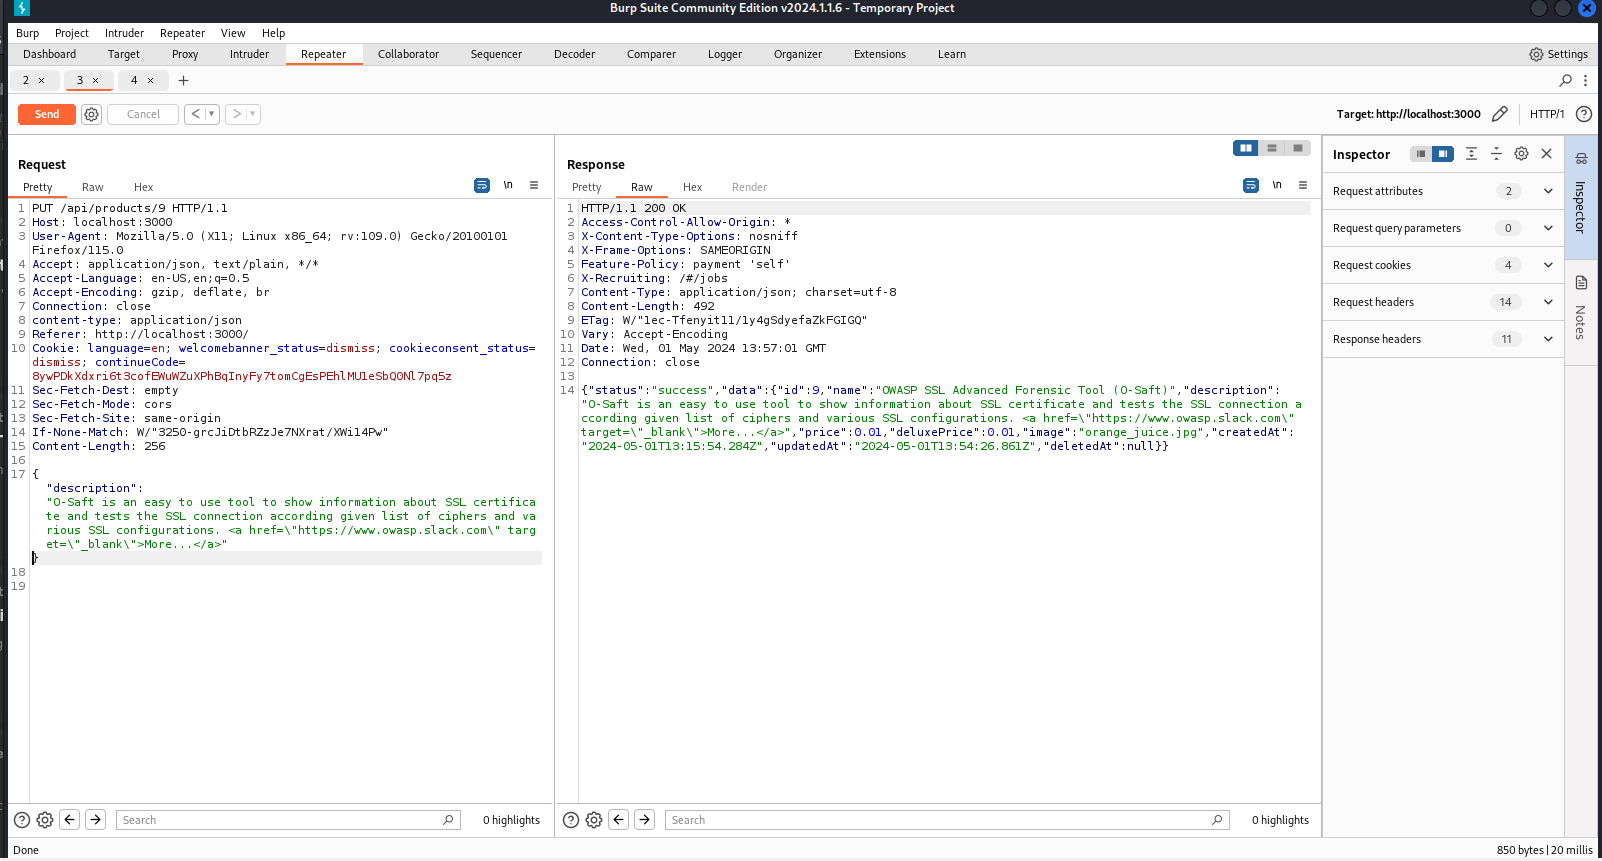 Burp Suite Community Edition v2024.1.1.6 - Temporary Project
Burp Project Intruder Repeater View Help
Dashboard Target Proxy Intruder Repeater Collaborator Sequencer Decoder Comparer Logger Organizer Extensions Learn Settings
2 × 3 × 4 × +
Send Cancel < > Target: http://localhost:3000 HTTP/1 ?
Request
Pretty Raw Hex \n
1 PUT /api/products/9 HTTP/1.1
2 Host: localhost:3000
3 User-Agent: Mozilla/5.0 (X11; Linux x86_64; rv:109.0) Gecko/20100101
Firefox/115.0
4 Accept: application/json, text/plain, */*
5 Accept-Language: en-US,en;q=0.5
6 Accept-Encoding: gzip, deflate, br
7 Connection: close
8 content-type: application/json
9 Referer: http://localhost:3000/
10 Cookie: language=en; welcomebanner_status=dismiss; cookieconsent_status=
dismiss; continueCode=
8ywPDkXdxri6t3cofEWuWZuXPhBqInyFy7tomCgEsPEhlMU1eSbQ0Nl7pq5z
11 Sec-Fetch-Dest: empty
12 Sec-Fetch-Mode: cors
13 Sec-Fetch-Site: same-origin
14 If-None-Match: W/"3250-grcJiDtbRZzJe7NXrat/XWil4Pw"
15 Content-Length: 256
16
17 {
"description":
"O-Saft is an easy to use tool to show information about SSL certifica
te and tests the SSL connection according given list of ciphers and va
rious SSL configurations. <a href=\"https://www.owasp.slack.com\" targ
et=\"_blank\">More...</a>"
}
18
19
Search 0 highlights
Response
Pretty Raw Hex Render \n
1 HTTP/1.1 200 OK
2 Access-Control-Allow-Origin: *
3 X-Content-Type-Options: nosniff
4 X-Frame-Options: SAMEORIGIN
5 Feature-Policy: payment 'self'
6 X-Recruiting: /#/jobs
7 Content-Type: application/json; charset=utf-8
8 Content-Length: 492
9 ETag: W/"1ec-Tfenyit11/1y4gSdyefaZkFGIGQ"
10 Vary: Accept-Encoding
11 Date: Wed, 01 May 2024 13:57:01 GMT
12 Connection: close
13
14 {"status":"success","data":{"id":9,"name":"OWASP SSL Advanced Forensic Tool (O-Saft)","description":
"O-Saft is an easy to use tool to show information about SSL certificate and tests the SSL connection a
ccording given list of ciphers and various SSL configurations. <a href=\"https://www.owasp.slack.com\"
target=\"_blank\">More...</a>","price":0.01,"deluxePrice":0.01,"image":"orange_juice.jpg","createdAt":
"2024-05-01T13:15:54.284Z","updatedAt":"2024-05-01T13:54:26.861Z","deletedAt":null}}
Search 0 highlights
Inspector
Request attributes 2
Request query parameters 0
Request cookies 4
Request headers 14
Response headers 11
Inspector
Notes
Done 850 bytes | 20 millis